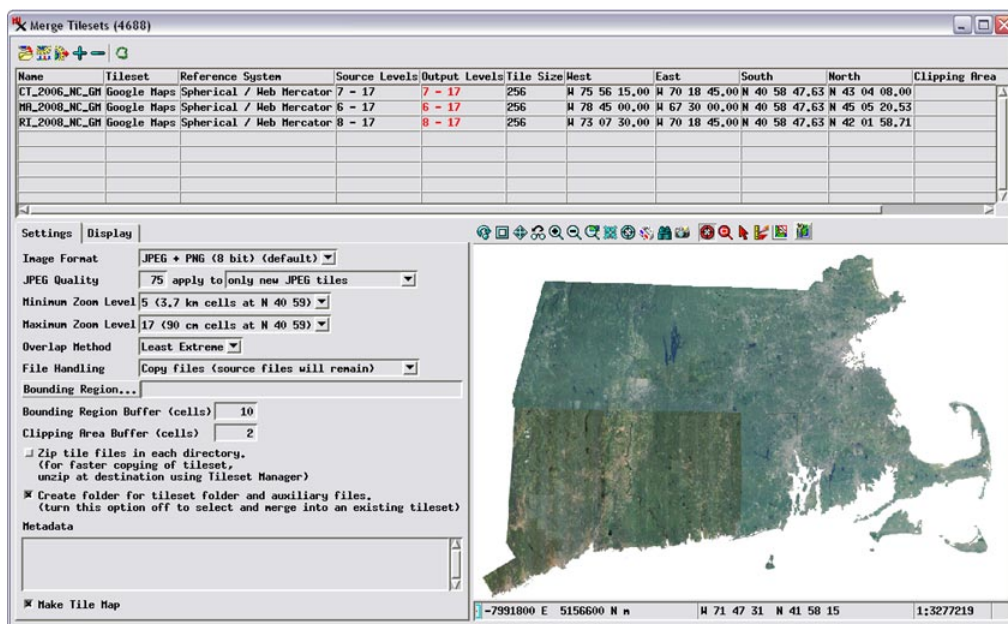 Merge Tilesets (4688)
Name Tileset Reference System Source Levels Output Levels Tile Size West East South North Clipping Area
CT_2006_NC_GM Google Maps Spherical / Web Mercator 7 - 17 7 - 17 256 W 75 56 15.00 W 70 18 45.00 N 40 58 47.63 N 43 04 08.00
MA_2008_NC_GM Google Maps Spherical / Web Mercator 6 - 17 6 - 17 256 W 78 45 00.00 W 67 30 00.00 N 40 58 47.63 N 45 05 20.53
RI_2008_NC_GM Google Maps Spherical / Web Mercator 8 - 17 8 - 17 256 W 73 07 30.00 W 70 18 45.00 N 40 58 47.63 N 42 01 58.71
Settings Display
Image Format JPEG + PNG (8 bit) (default)
JPEG Quality 75 apply to only new JPEG tiles
Minimum Zoom Level 5 (3.7 km cells at N 40 59)
Maximum Zoom Level 17 (90 cm cells at N 40 59)
Overlap Method Least Extreme
File Handling Copy files (source files will remain)
Bounding Region...
Bounding Region Buffer (cells) 10
Clipping Area Buffer (cells) 2
Zip tile files in each directory.
(for faster copying of tileset,
unzip at destination using Tileset Manager)
Create folder for tileset folder and auxiliary files.
(turn this option off to select and merge into an existing tileset)
Metadata
Make Tile Map
-7991800 E 5156600 N m W 71 47 31 N 41 58 15 1:3277219